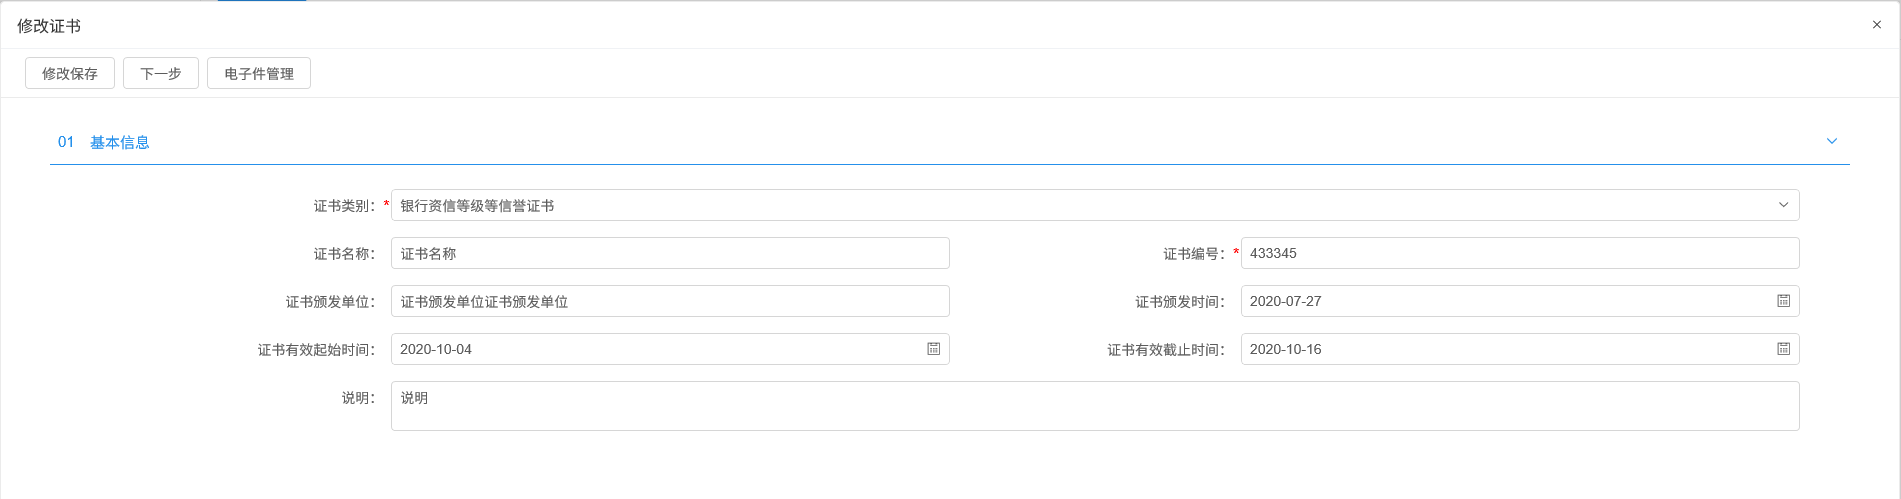 修改证书
修改保存 下一步 电子件管理
01 基本信息
证书类别：* 银行资信等级等信誉证书
证书名称： 证书名称 证书编号：* 433345
证书颁发单位： 证书颁发单位证书颁发单位 证书颁发时间： 2020-07-27
证书有效起始时间： 2020-10-04 证书有效截止时间： 2020-10-16
说明： 说明